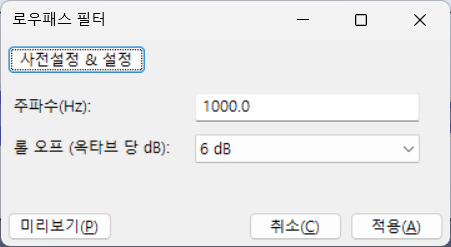 로우패스 필터
사전설정 & 설정
주파수(Hz): 1000.0
롤 오프 (옥타브 당 dB): 6 dB
미리보기(P) 취소(C) 적용(A)